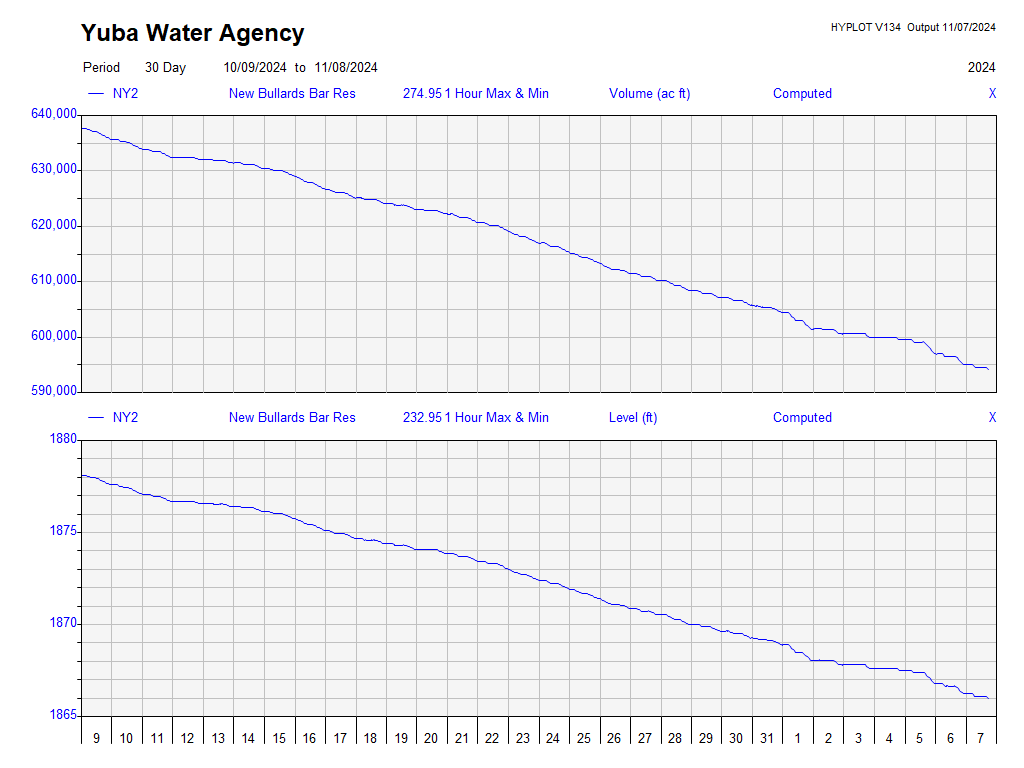 Yuba Water Agency
HYPLOT V134 Output 11/07/2024
Period 30 Day 10/09/2024 to 11/08/2024 2024
NY2 New Bullards Bar Res 274.95 1 Hour Max & Min Volume (ac ft) Computed X
640,000
630,000
620,000
610,000
600,000
590,000
NY2 New Bullards Bar Res 232.95 1 Hour Max & Min Level (ft) Computed X
1880
1875
1870
1865
9 10 11 12 13 14 15 16 17 18 19 20 21 22 23 24 25 26 27 28 29 30 31 1 2 3 4 5 6 7